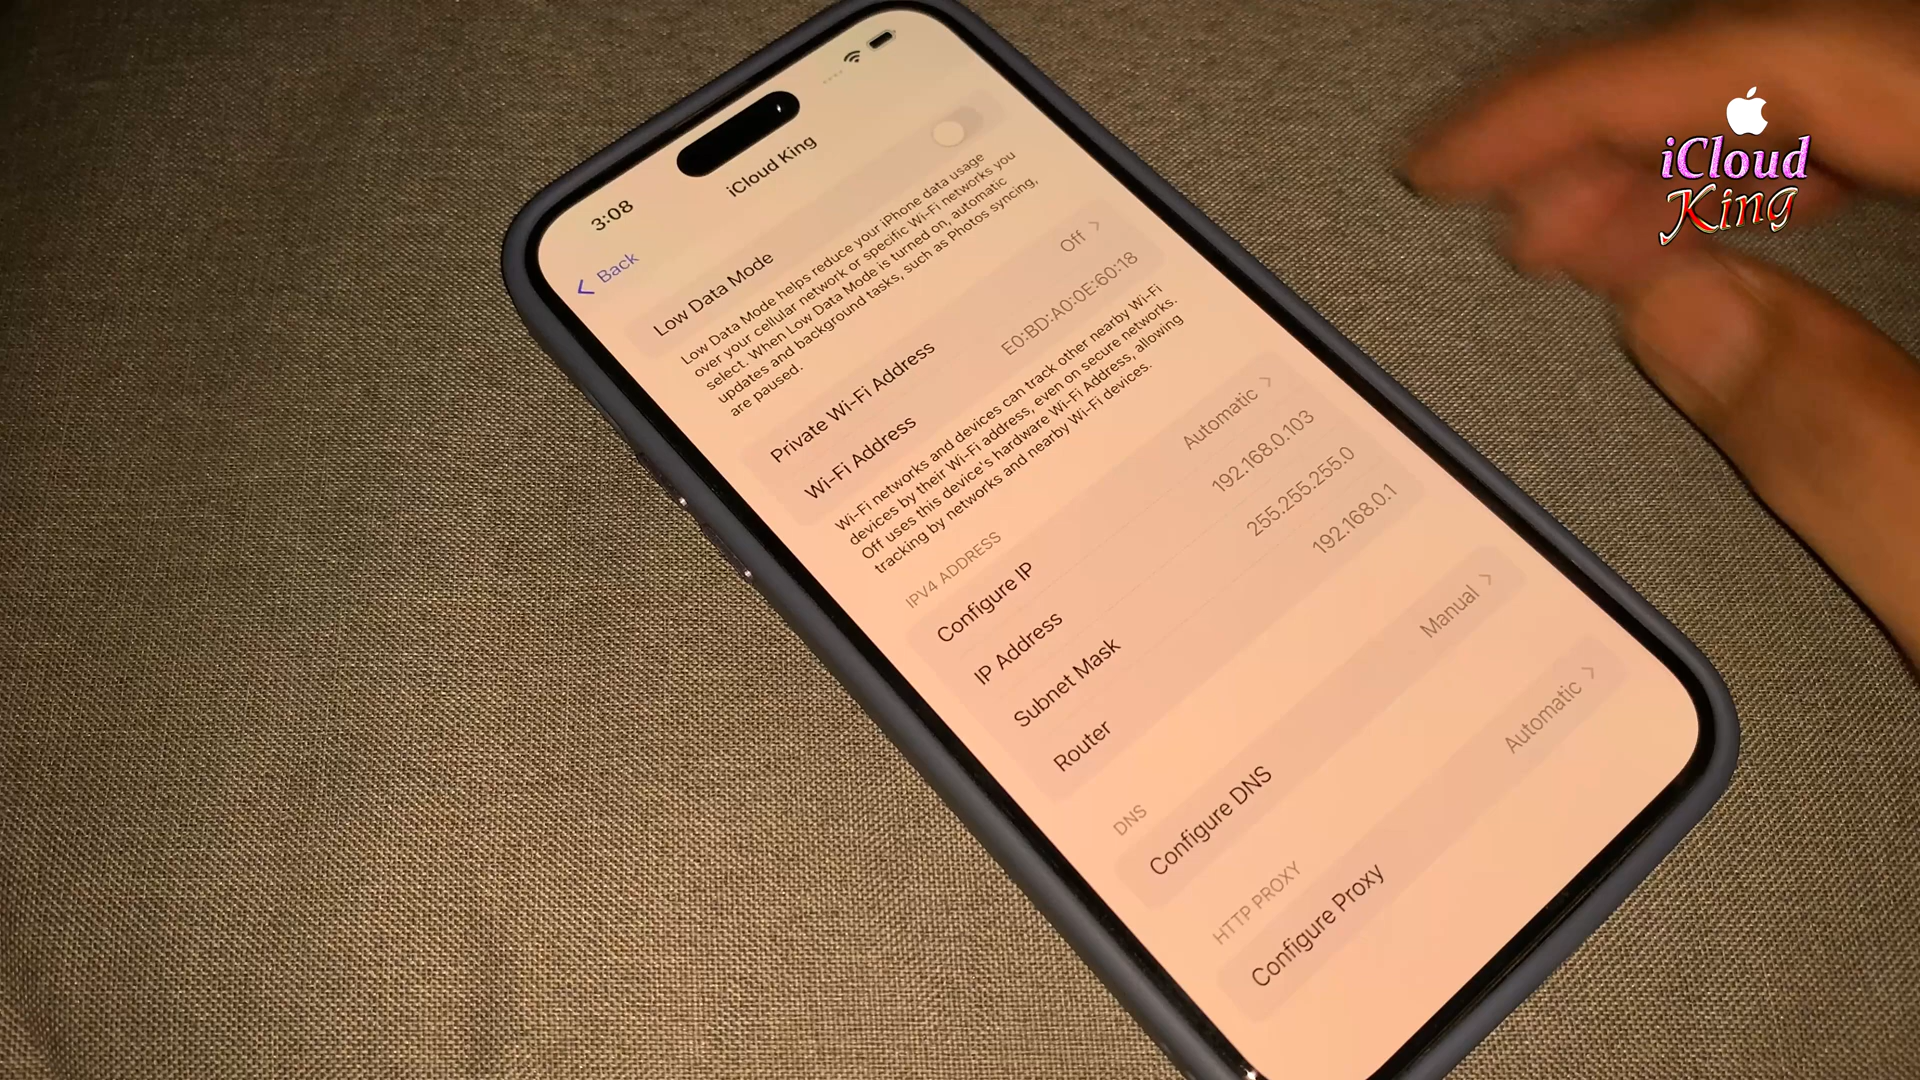 3:08
Back
iCloud King
Low Data Mode
Low Data Mode helps reduce your iPhone data usage
over your cellular network or specific Wi-Fi networks you
select. When Low Data Mode is turned on, automatic
updates and background tasks, such as Photos syncing,
are paused.
Private Wi-Fi Address Off
Wi-Fi Address E0:BD:A0:0E:60:18
Wi-Fi networks and devices can track other nearby Wi-Fi
devices by their Wi-Fi address, even on secure networks.
Off uses this device's hardware Wi-Fi Address, allowing
tracking by networks and nearby Wi-Fi devices.
IPV4 ADDRESS
Configure IP Automatic
IP Address 192.168.0.103
Subnet Mask 255.255.255.0
Router 192.168.0.1
DNS
Configure DNS Manual
HTTP PROXY
Configure Proxy Automatic
iCloud
King